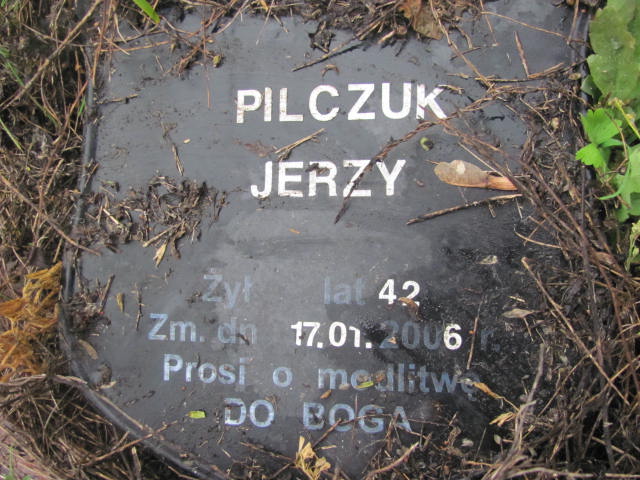 PILCZUK
JERZY
Żył lat 42
Zm. dn 17.01.2006 r.
Prosi o modlitwę
DO BOGA